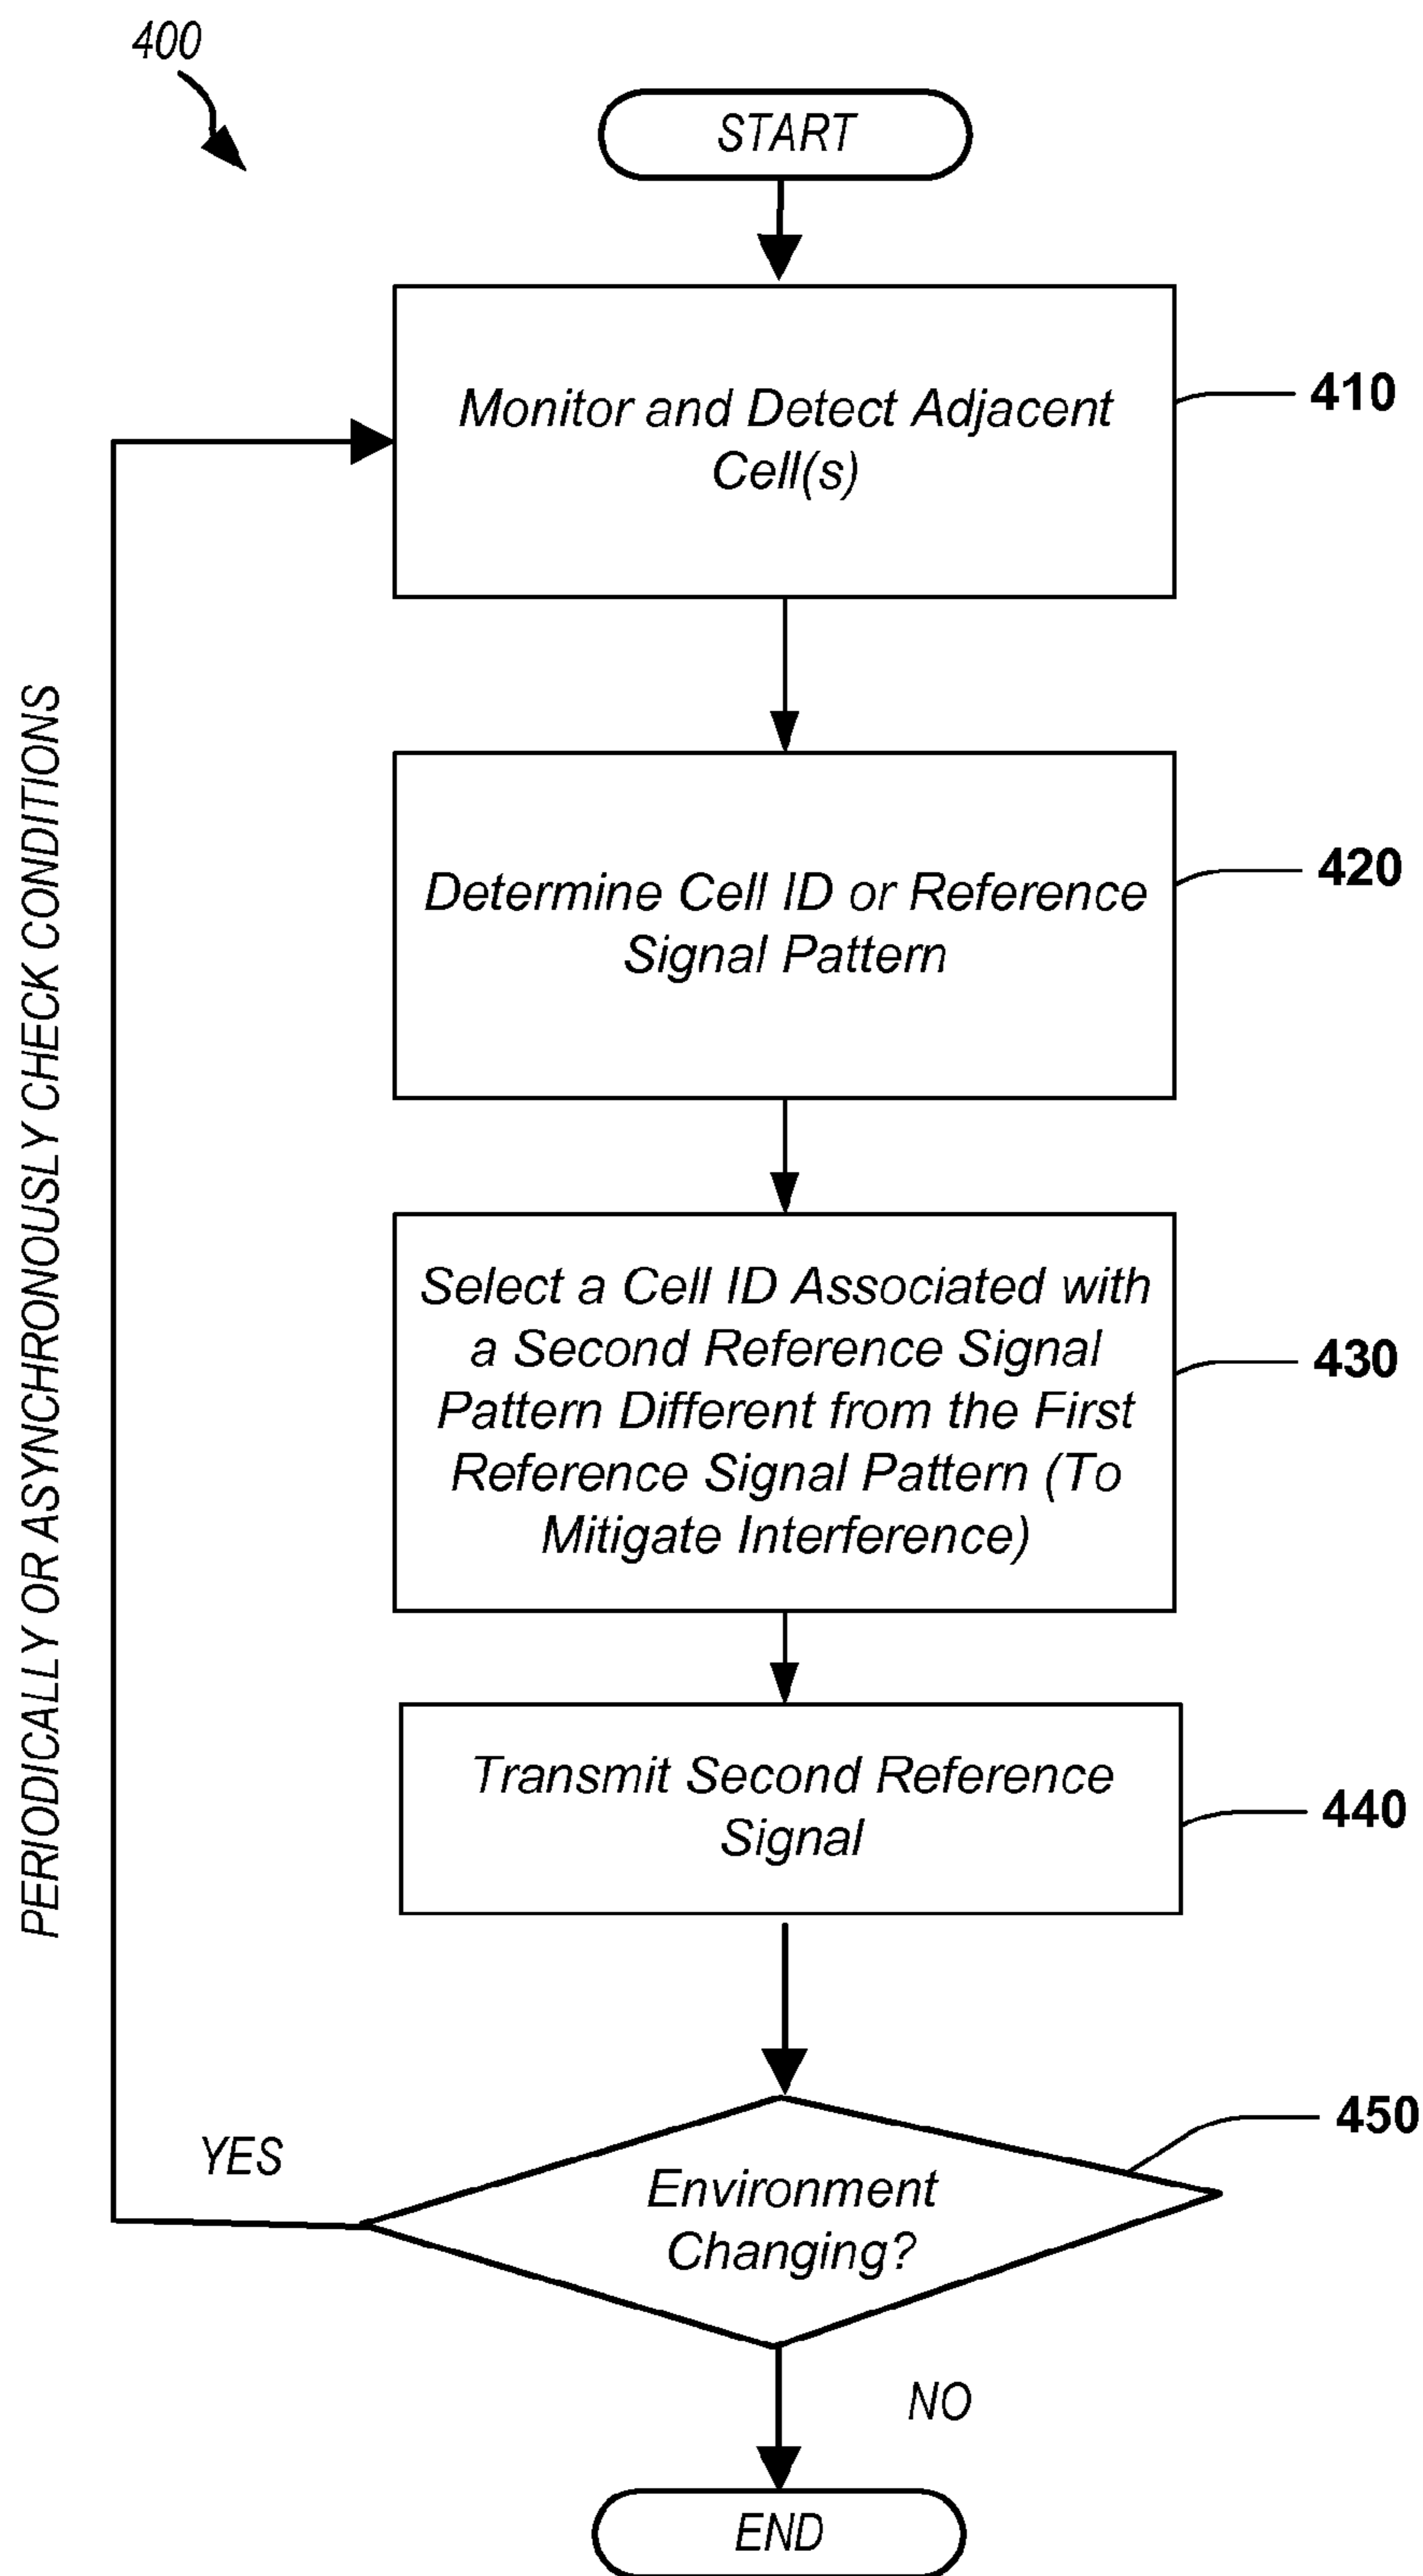 400
START
Monitor and Detect Adjacent
Cell(s)
410
Determine Cell ID or Reference
Signal Pattern
420
Select a Cell ID Associated with
a Second Reference Signal
Pattern Different from the First
Reference Signal Pattern (To
Mitigate Interference)
430
Transmit Second Reference
Signal
440
Environment
Changing?
450
YES
NO
END
PERIODICALLY OR ASYNCHRONOUSLY CHECK CONDITIONS